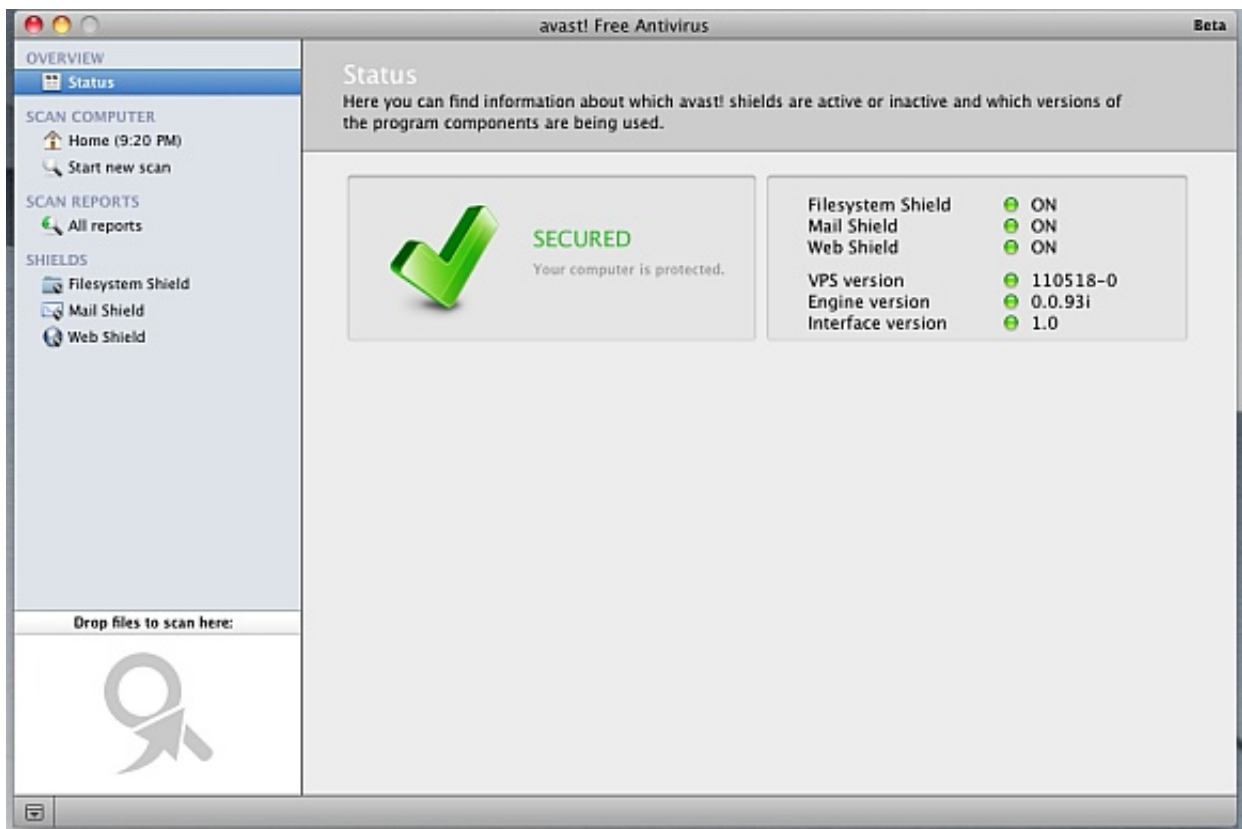 avast! Free Antivirus
Beta
OVERVIEW
Status
SCAN COMPUTER
Home (9:20 PM)
Start new scan
SCAN REPORTS
All reports
SHIELDS
Filesystem Shield
Mail Shield
Web Shield
Drop files to scan here:
Status
Here you can find information about which avast! shields are active or inactive and which versions of
the program components are being used.
SECURED
Your computer is protected.
Filesystem Shield ON
Mail Shield ON
Web Shield ON
VPS version 110518-0
Engine version 0.0.93i
Interface version 1.0